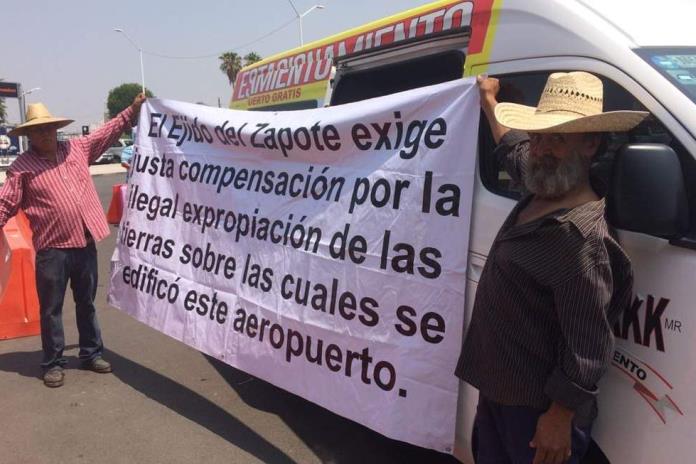 ESTACIONAMIENTO
UERTO GRATIS
El Ejido del Zapote exige
justa compensación por la
ilegal expropiación de las
tierras sobre las cuales se
edificó este aeropuerto.
KK MR
IENTO